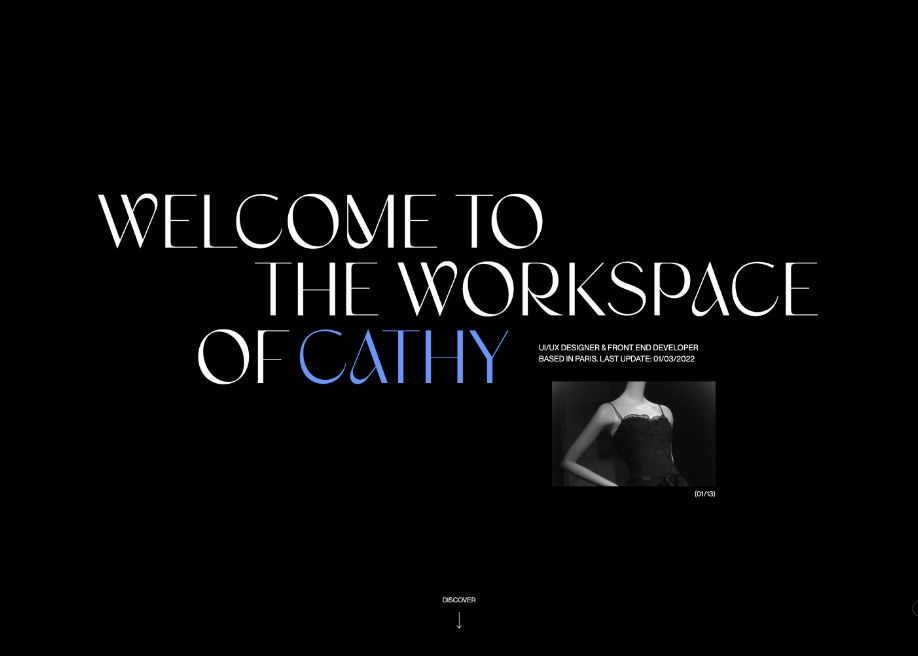 WELCOME TO
THE WORKSPACE
OF CATHY
UI/UX DESIGNER & FRONT END DEVELOPER
BASED IN PARIS. LAST UPDATE: 01/03/2022
(01/13)
DISCOVER